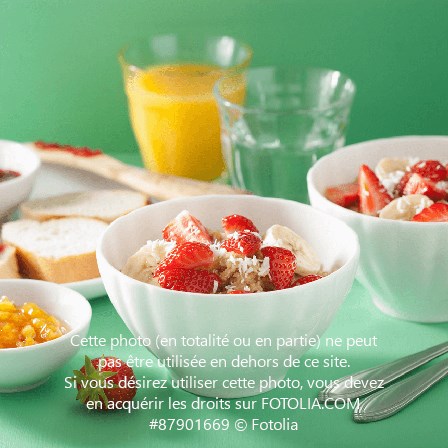 Cette photo (en totalité ou en partie) ne peut
pas être utilisée en dehors de ce site.
Si vous désirez utiliser cette photo, vous devez
en acquérir les droits sur FOTOLIA.COM
#87901669 © Fotolia